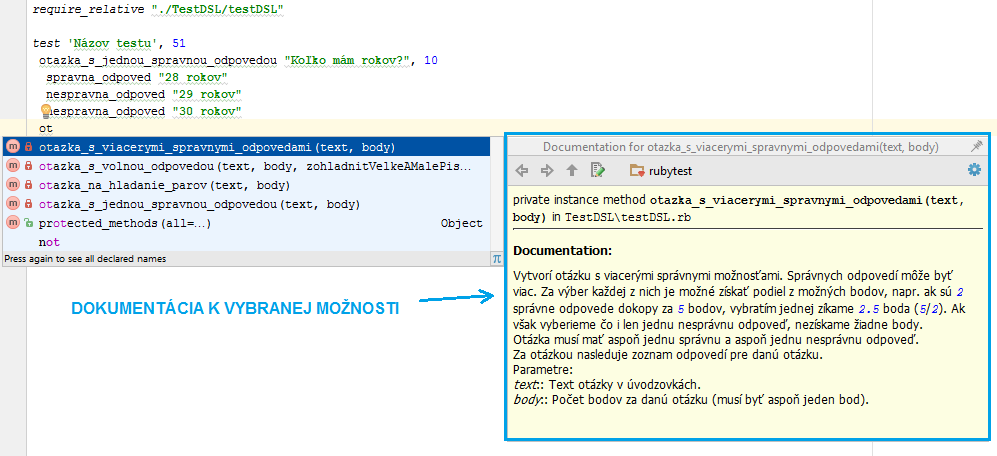 require_relative "./TestDSL/testDSL"
test 'Názov testu', 51
otazka_s_jednou_spravnou_odpovedou "Koľko mám rokov?", 10
spravna_odpoved "28 rokov"
nespravna_odpoved "29 rokov"
nespravna_odpoved "30 rokov"
ot
otazka_s_viacerymi_spravnymi_odpovedami(text, body)
otazka_s_volnou_odpovedou(text, body, zohladnitVelkeAMalePis...
otazka_na_hladanie_parov(text, body)
otazka_s_jednou_spravnou_odpovedou(text, body)
protected_methods(all=…) Object
not
Press again to see all declared names π
Documentation for otazka_s_viacerymi_spravnymi_odpovedami(text, body)
rubytest
private instance method otazka_s_viacerymi_spravnymi_odpovedami(text,
body) in TestDSL\testDSL.rb
Documentation:
Vytvorí otázku s viacerými správnymi možnosťami. Správnych odpovedí môže byť
viac. Za výber každej z nich je možné získať podiel z možných bodov, napr. ak sú 2
správne odpovede dokopy za 5 bodov, vybratím jednej zíkame 2.5 boda (5/2). Ak
však vyberieme čo i len jednu nesprávnu odpoveď, nezískame žiadne body.
Otázka musí mať aspoň jednu správnu a aspoň jednu nesprávnu odpoveď.
Za otázkou nasleduje zoznam odpovedí pre danú otázku.
Parametre:
text:: Text otázky v úvodzovkách.
body:: Počet bodov za danú otázku (musí byť aspoň jeden bod).
DOKUMENTÁCIA K VYBRANEJ MOŽNOSTI